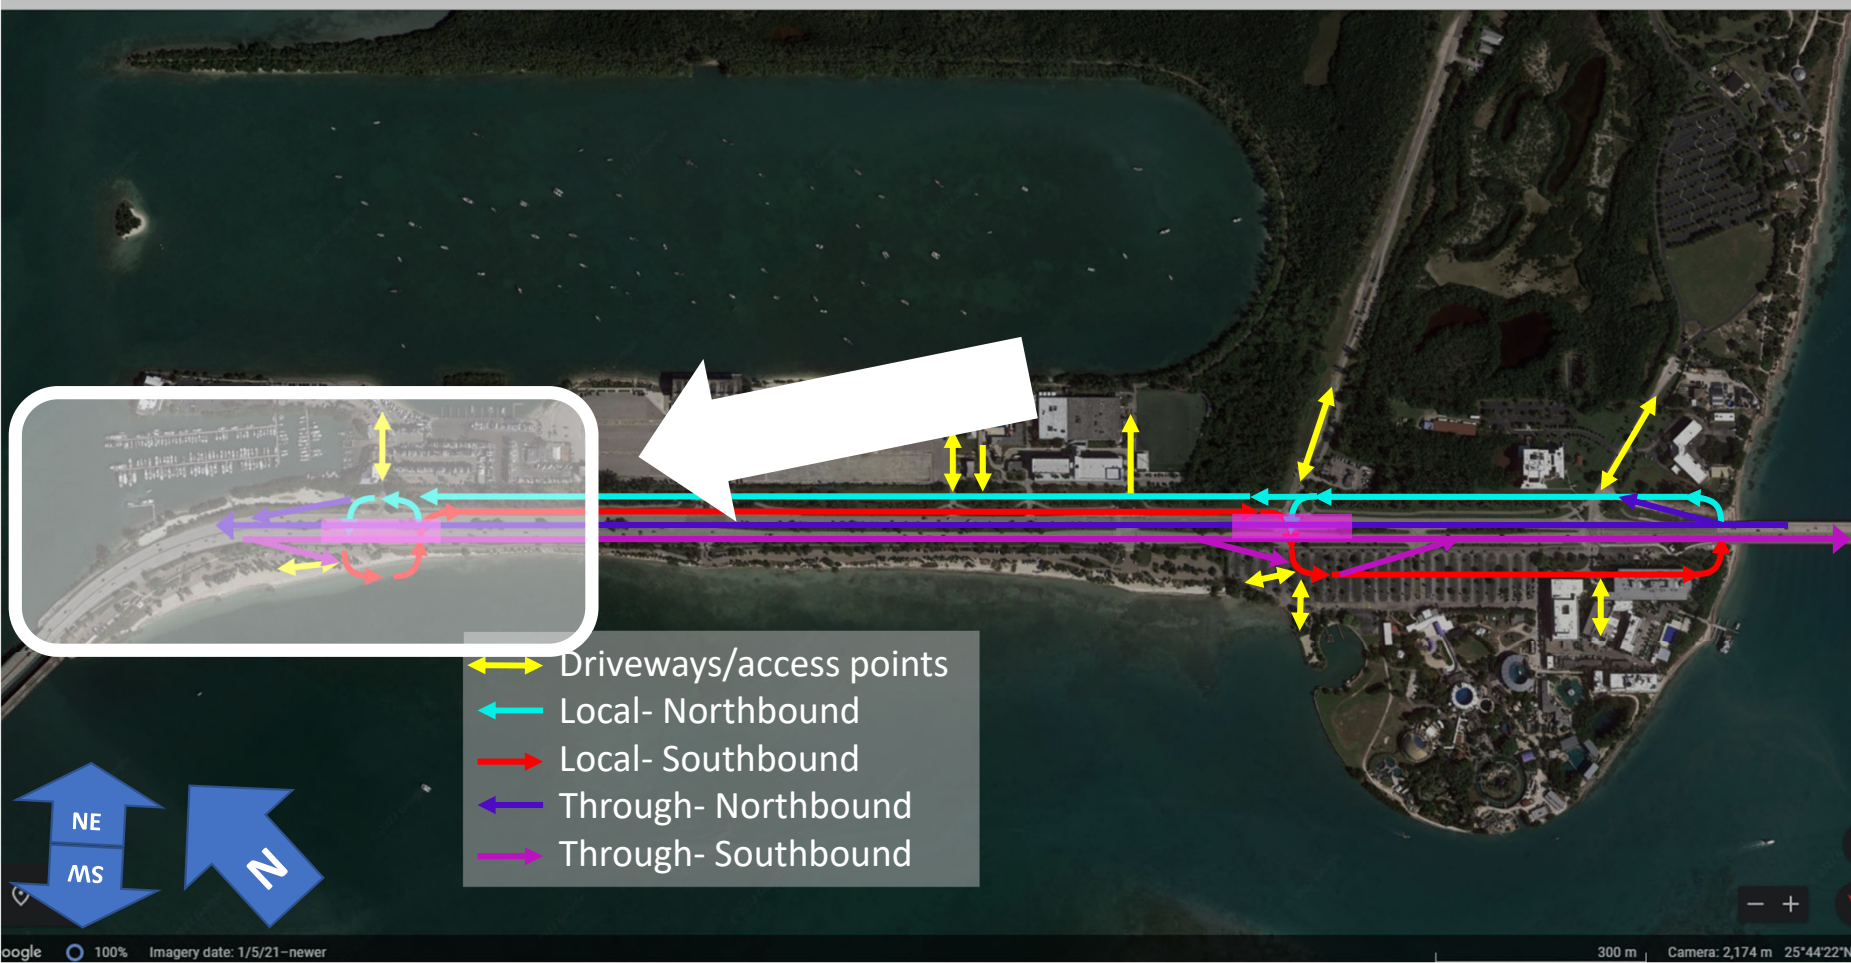 Driveways/access points
Local- Northbound
Local- Southbound
Through- Northbound
Through- Southbound
NE
SW
N
oogle
100%
Imagery date: 1/5/21-newer
300 m
Camera: 2,174 m
25°44'22"N